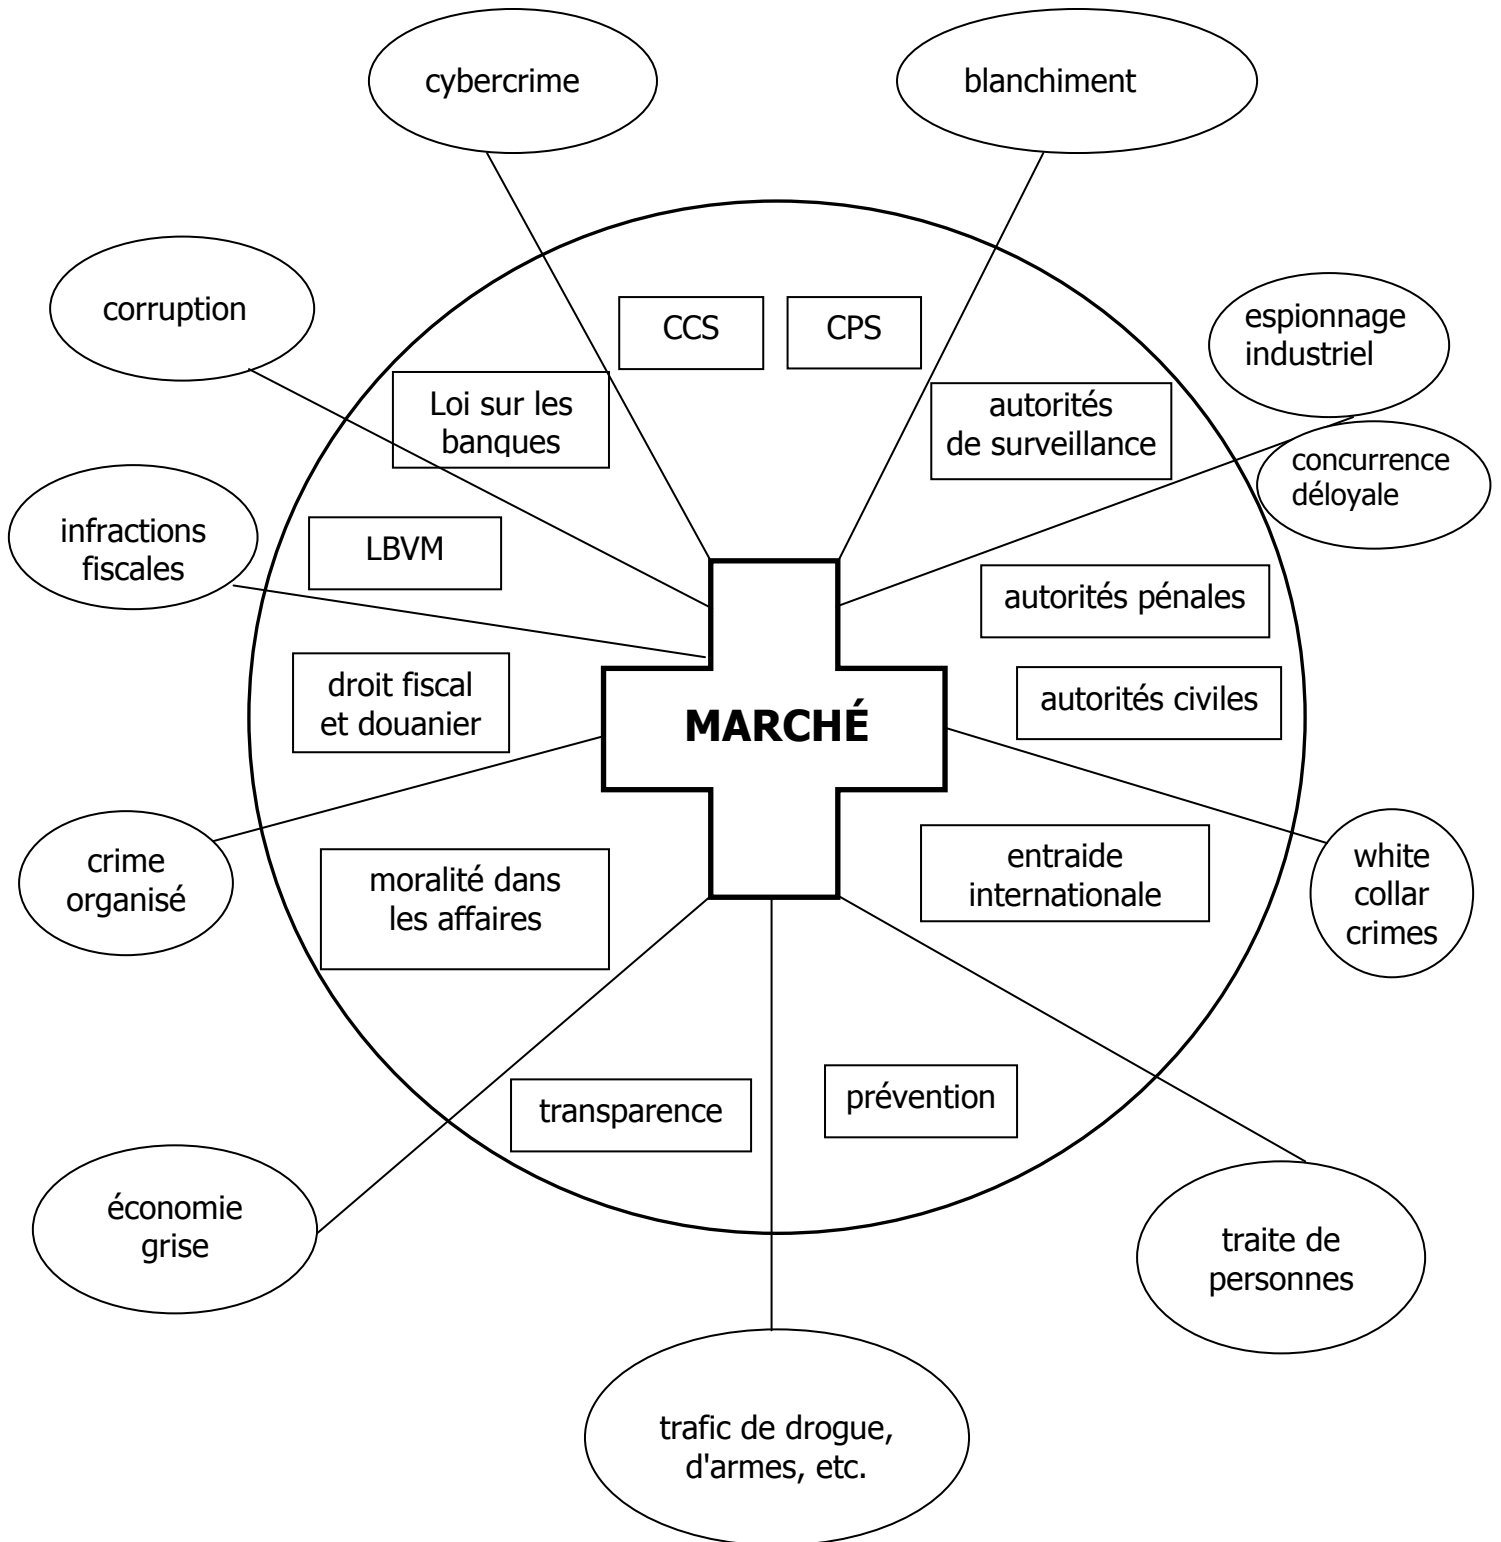 cybercrime
blanchiment
corruption
CCS
CPS
espionnage
industriel
Loi sur les
banques
autorités
de surveillance
concurrence
déloyale
infractions
fiscales
LBVM
autorités pénales
droit fiscal
et douanier
MARCHÉ
autorités civiles
crime
organisé
moralité dans
les affaires
entraide
internationale
white
collar
crimes
transparence
prévention
économie
grise
traite de
personnes
trafic de drogue,
d'armes, etc.